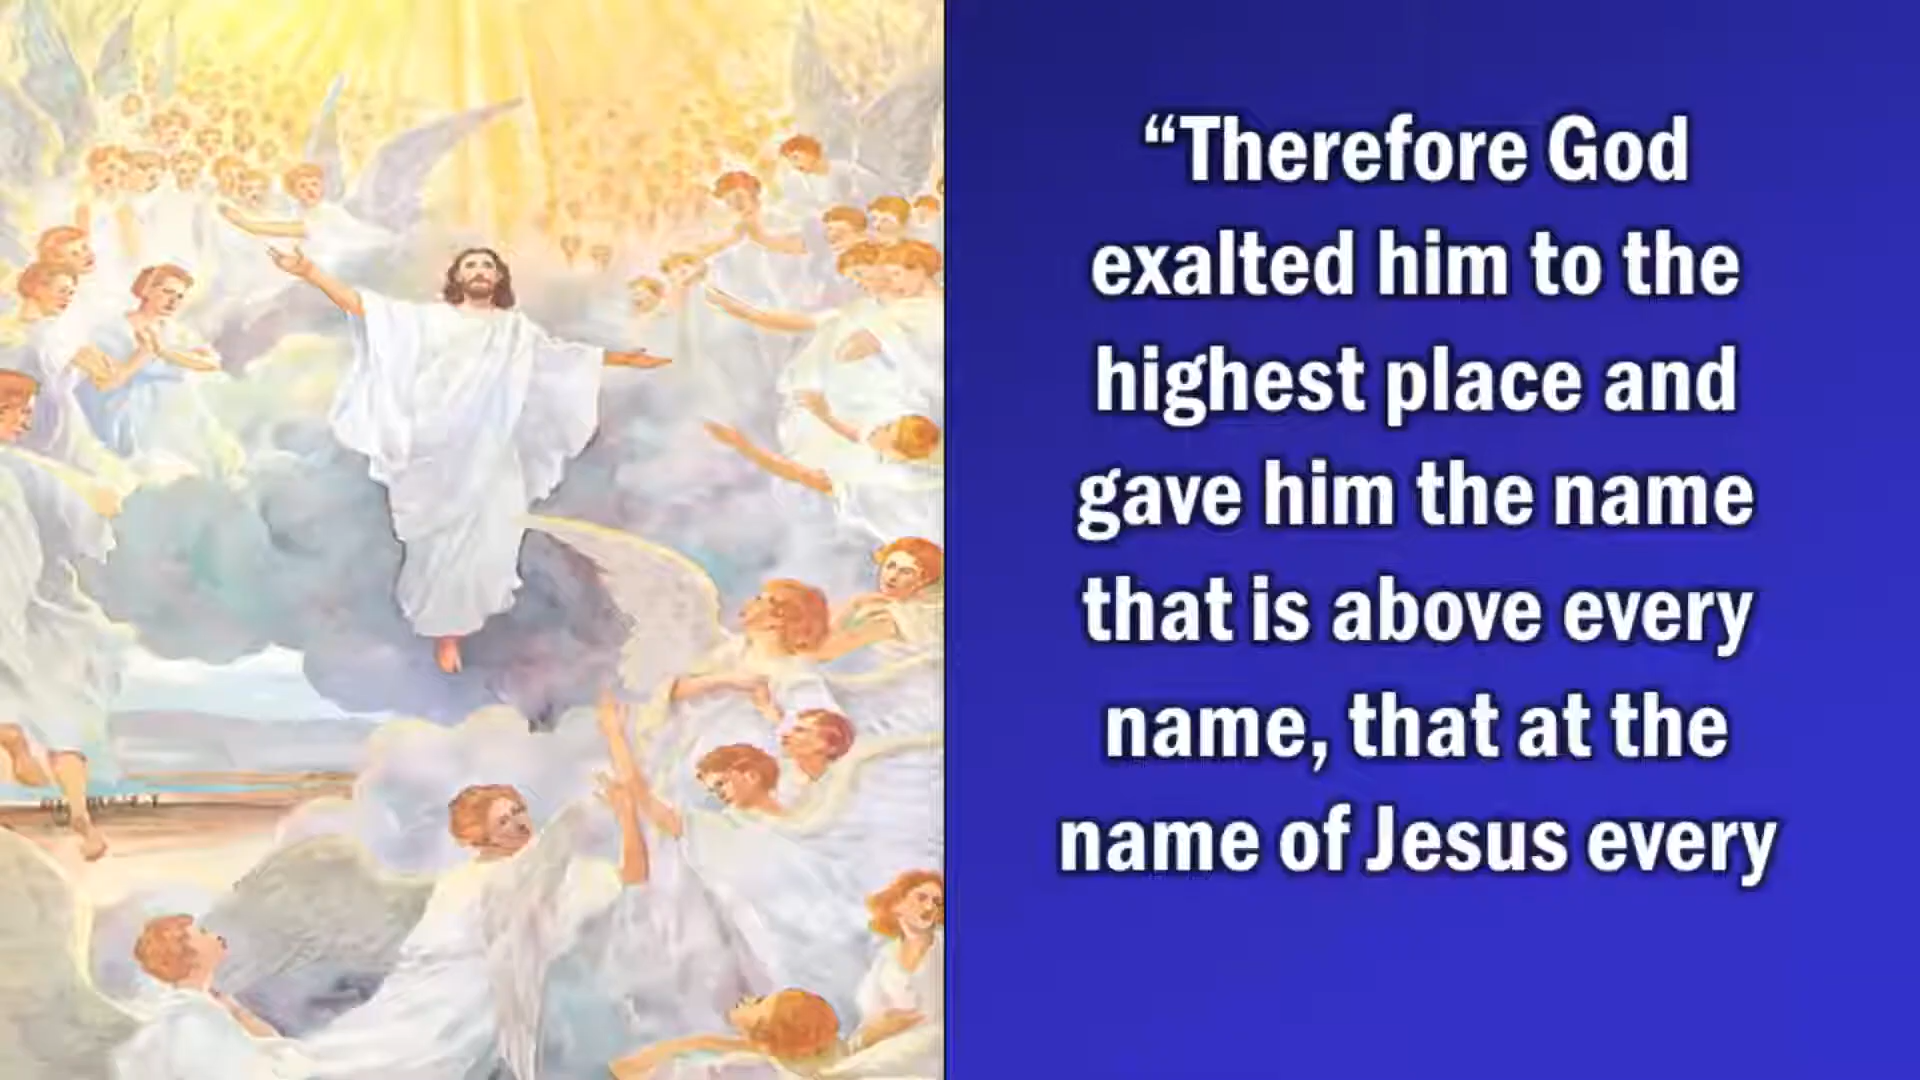 “Therefore God
exalted him to the
highest place and
gave him the name
that is above every
name, that at the
name of Jesus every